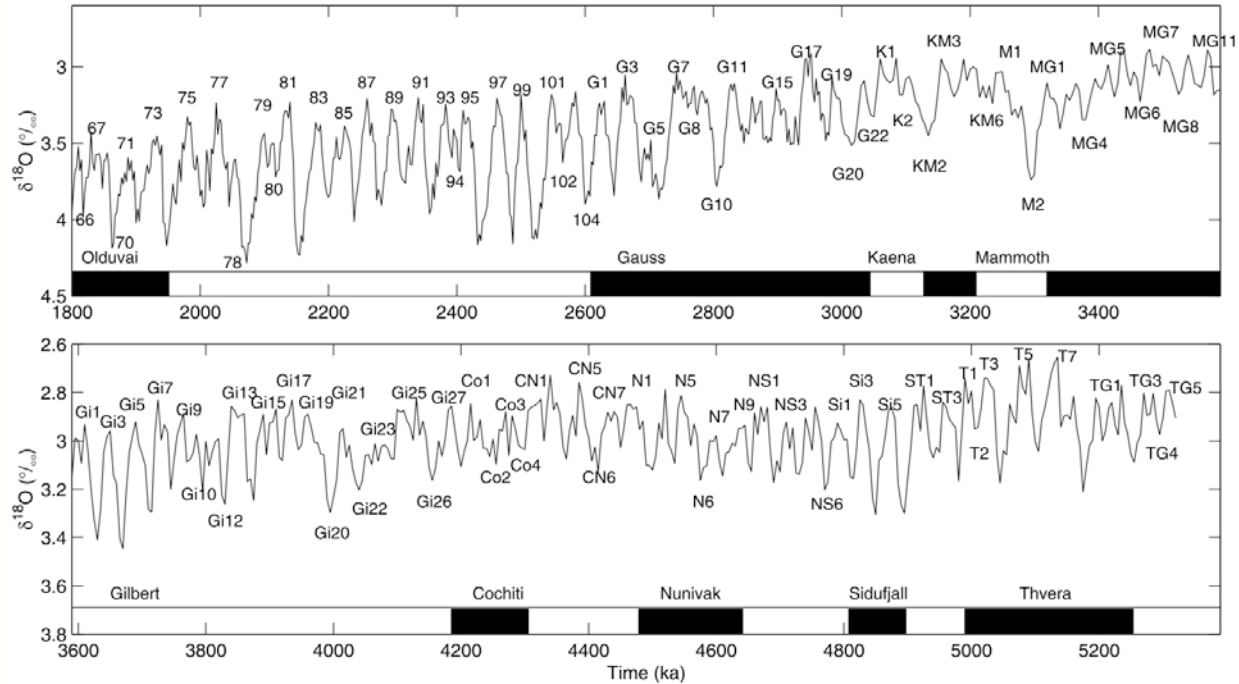 MG7
MG11
KM3
G17
K1
M1
MG5
3
G3
G7
G11
MG1
G19
81
77
87
91
97
101
G1
G15
75
79
83
89
93
95
99
73
85
K2
KM6
MG6
67
G5
G8
G22
MG8
MG4
71
3.5
δ18O (°/oo)
KM2
80
94
102
G20
66
104
G10
M2
4
70
78
Olduvai Gauss Kaena Mammoth
4.5
1800 2000 2200 2400 2600 2800 3000 3200 3400
2.6
T5 T7
T3
T1
CN5
Gi17
Co1 CN1
N1 N5
NS1
Si3
ST1
2.8
Gi7
Gi13
Gi21
Gi25
Gi27
CN7
TG1 TG3 TG5
Gi1
Gi3
Gi5
Gi9
Gi15
Gi19
Co3
N7
N9
NS3
Si1
Si5
ST3
Gi23
3
T2
TG4
Co4
Co2
CN6
Gi10
Gi26
N6
NS6
3.2
Gi12
Gi22
Gi20
δ18O (°/oo)
3.4
3.6
Gilbert Cochiti Nunivak Sidufjall Thvera
3.8
3600 3800 4000 4200 4400 4600 4800 5000 5200
Time (ka)